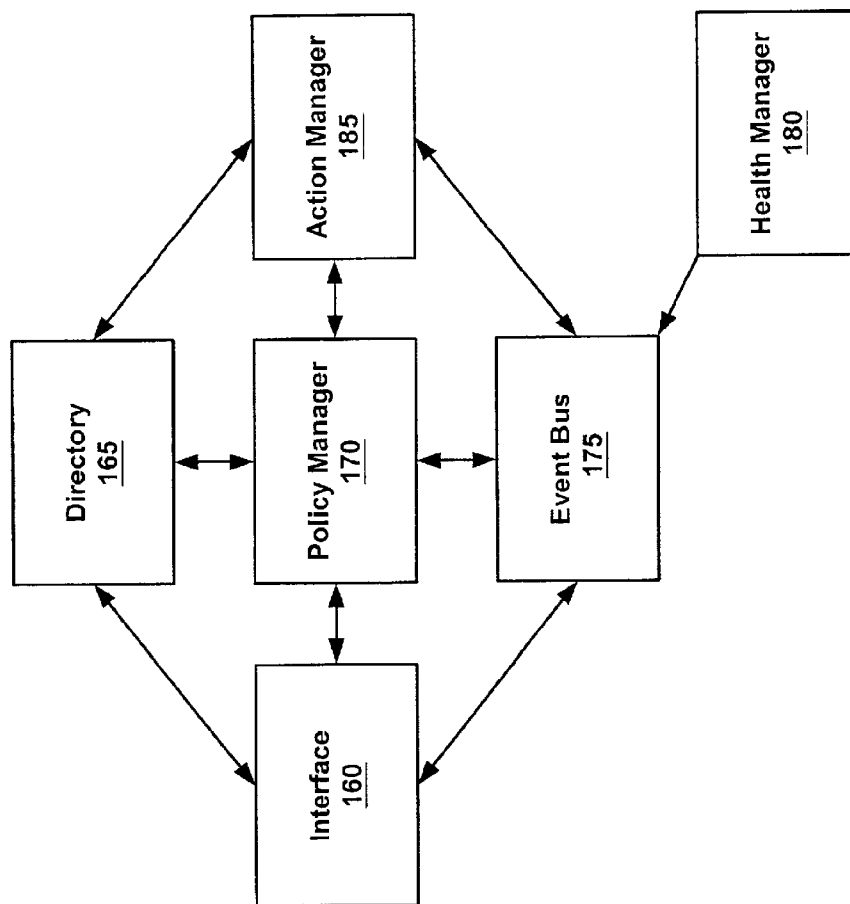 Directory
165
Action Manager
185
Policy Manager
170
Interface
160
Event Bus
175
Health Manager
180